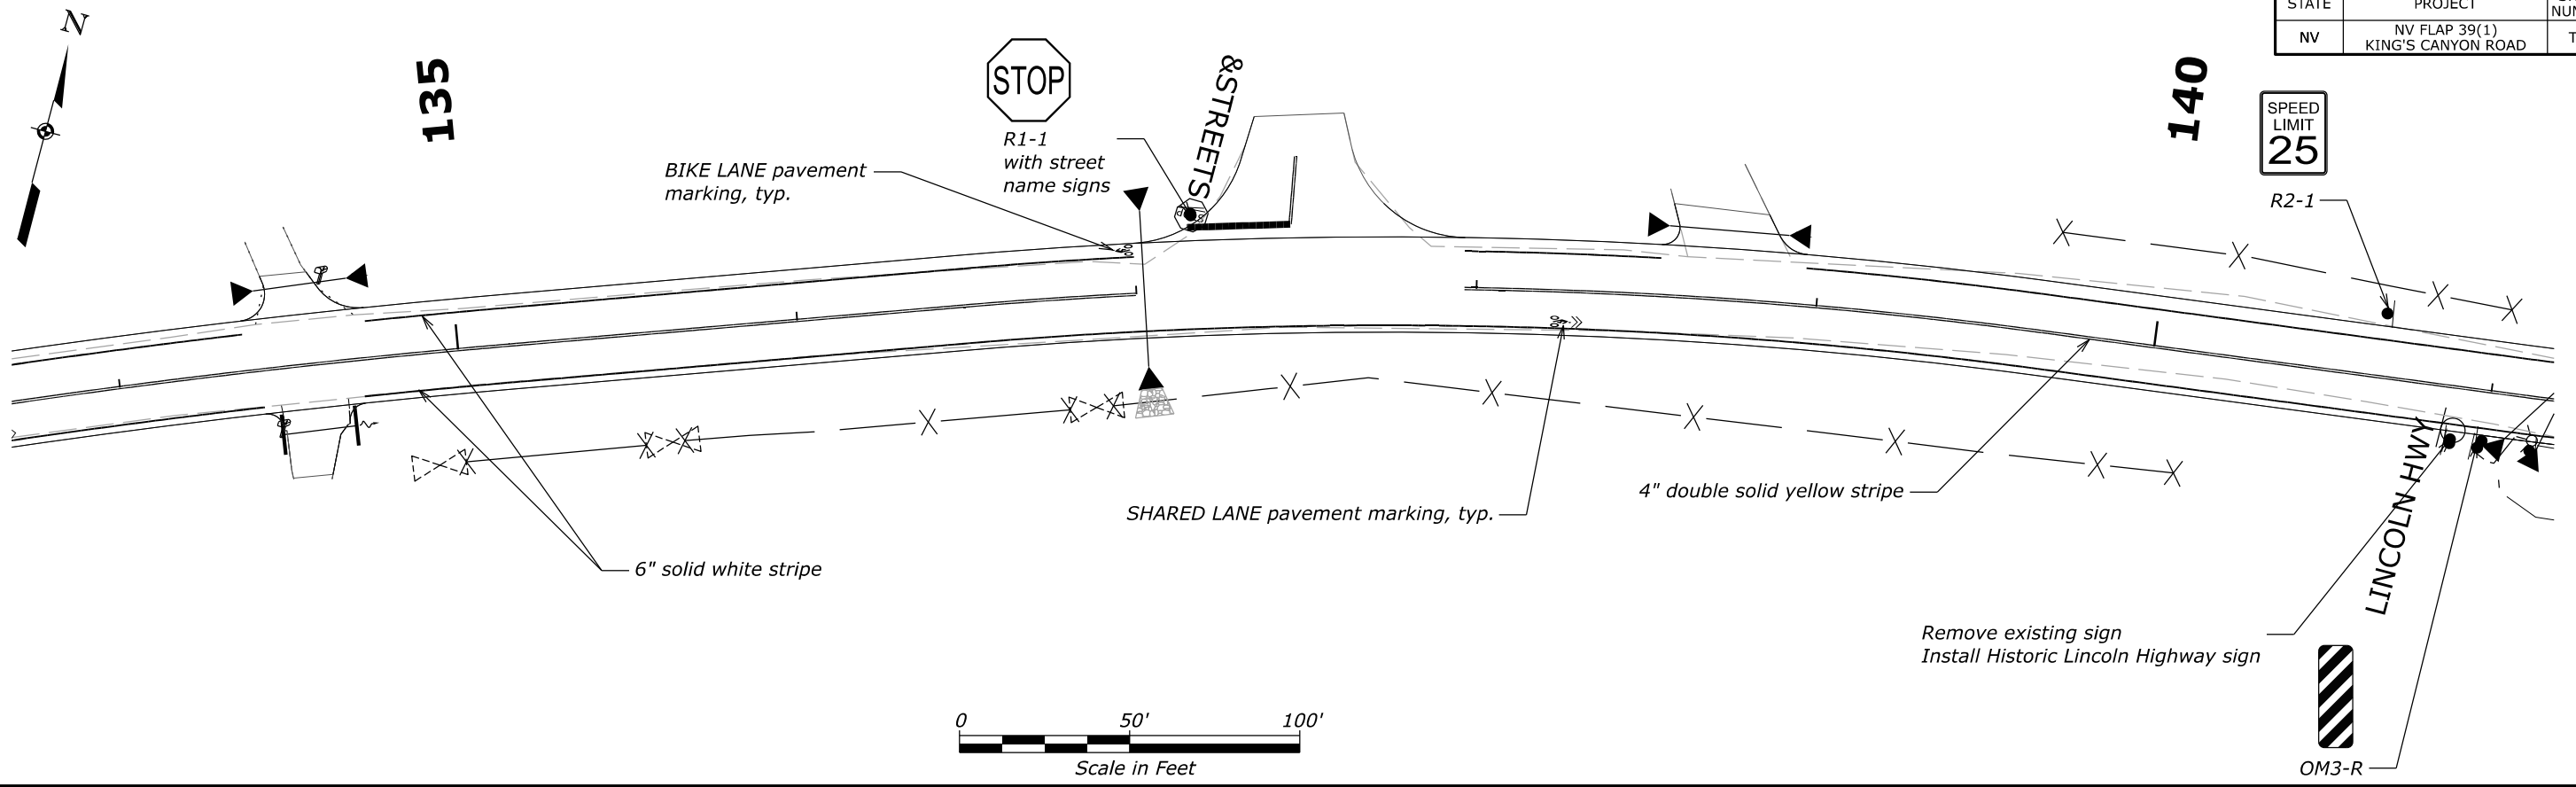 N
135
BIKE LANE pavement
marking, typ.
STOP
R1-1
with street
name signs
&STREETS
140
STATE
PROJECT
NV
NV FLAP 39(1)
KING'S CANYON ROAD
SPEED
LIMIT
25
R2-1
6" solid white stripe
SHARED LANE pavement marking, typ.
4" double solid yellow stripe
LINCOLN HWY
Remove existing sign
Install Historic Lincoln Highway sign
OM3-R
0 50' 100'
Scale in Feet